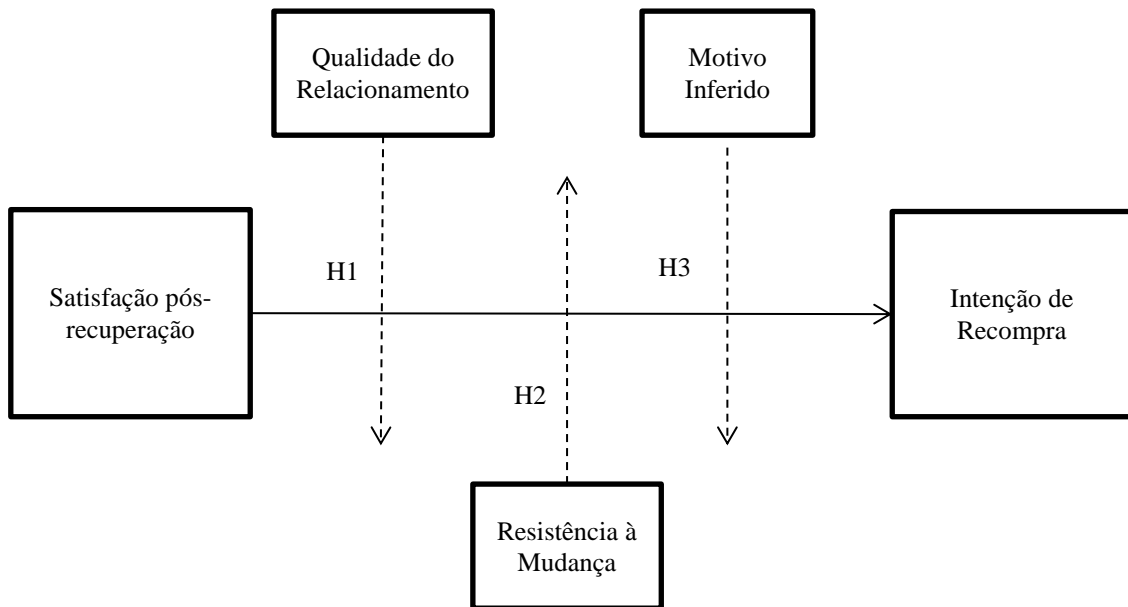 Qualidade do
Relacionamento
Motivo
Inferido
Satisfação pós-
recuperação
H1
H2
H3
Intenção de
Recompra
Resistência à
Mudança